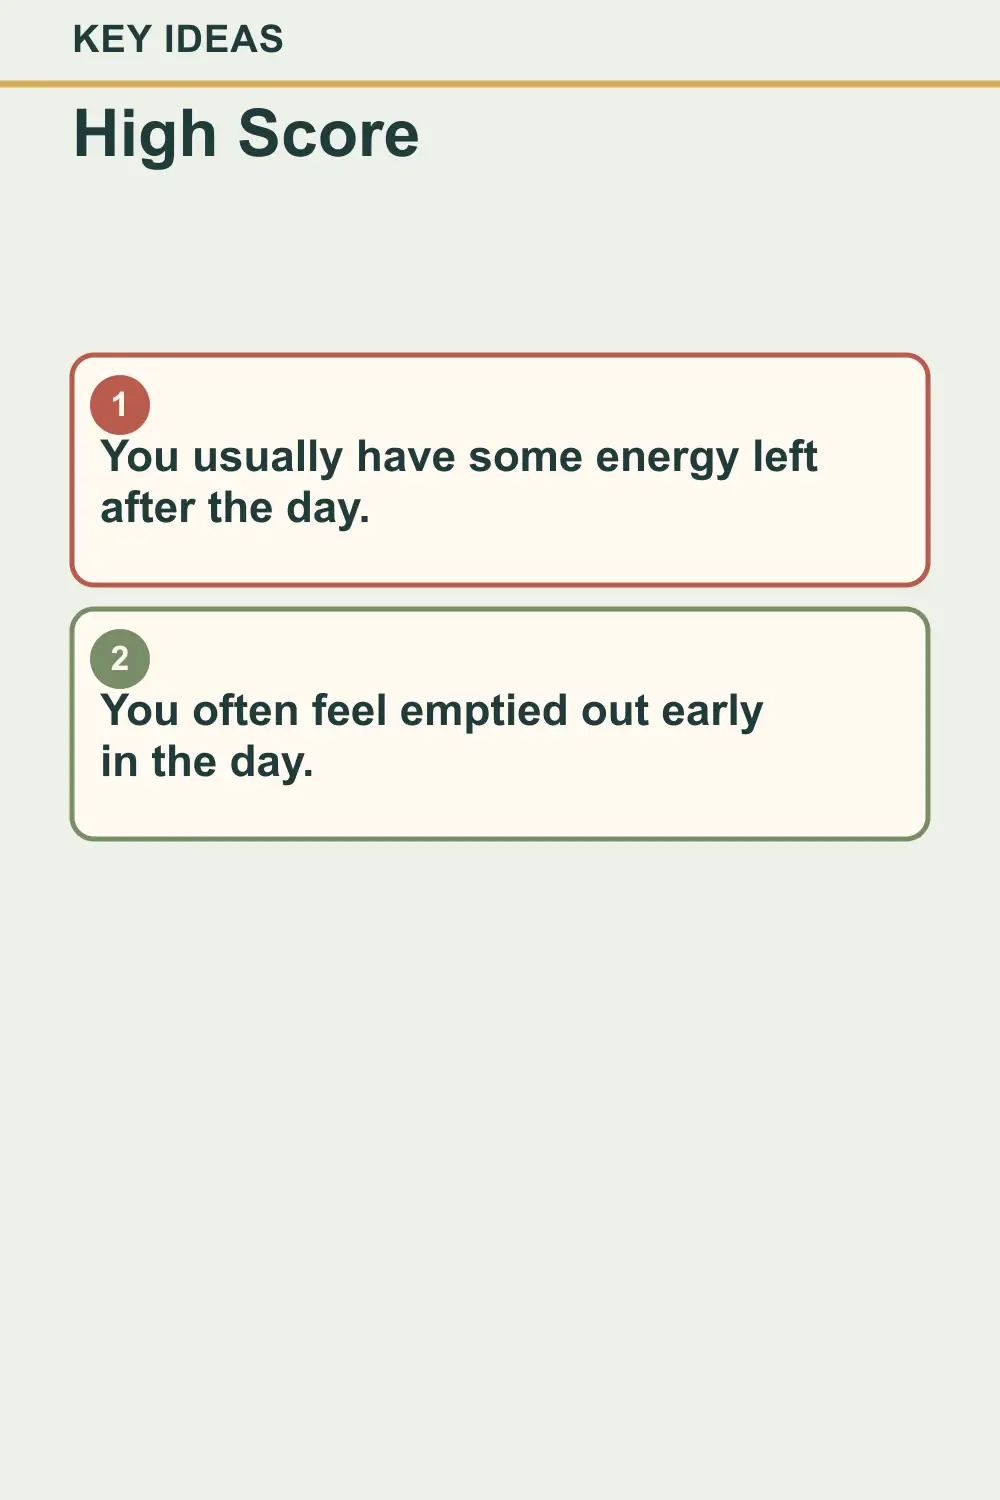 KEY IDEAS
High Score
1
You usually have some energy left
after the day.
2
You often feel emptied out early
in the day.